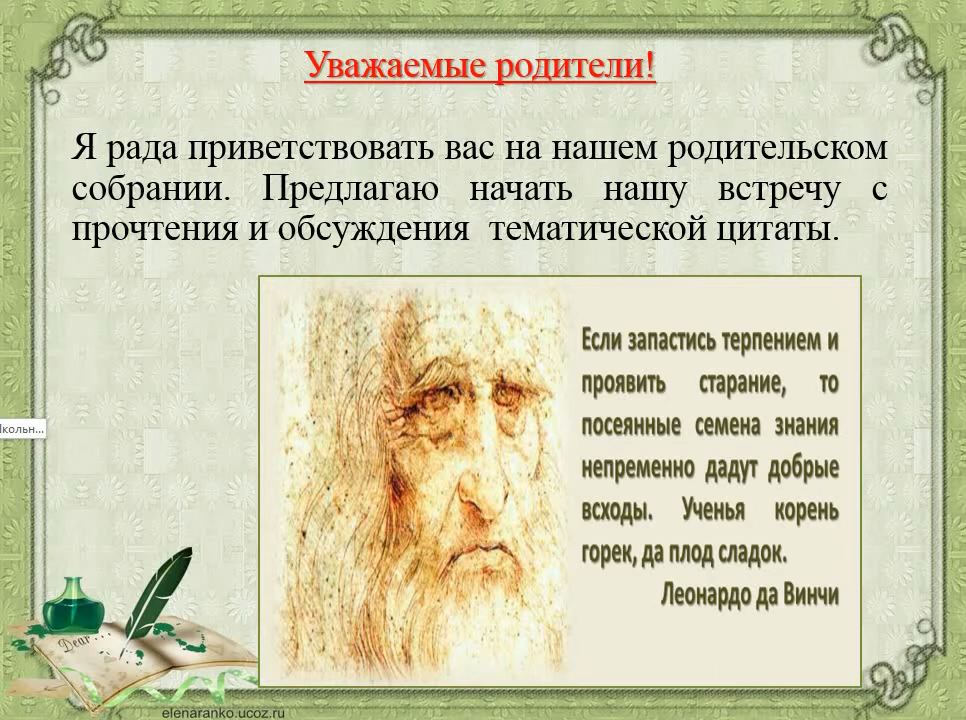 Уважаемые родители!
Я рада приветствовать вас на нашем родительском
собрании. Предлагаю начать нашу встречу с
прочтения и обсуждения тематической цитаты.
Если запастись терпением и
проявить старание, то
посеянные семена знания
непременно дадут добрые
всходы. Ученья корень
горек, да плод сладок.
Леонардо да Винчи
Школьн...
Dear...
elenaranko.ucoz.ru